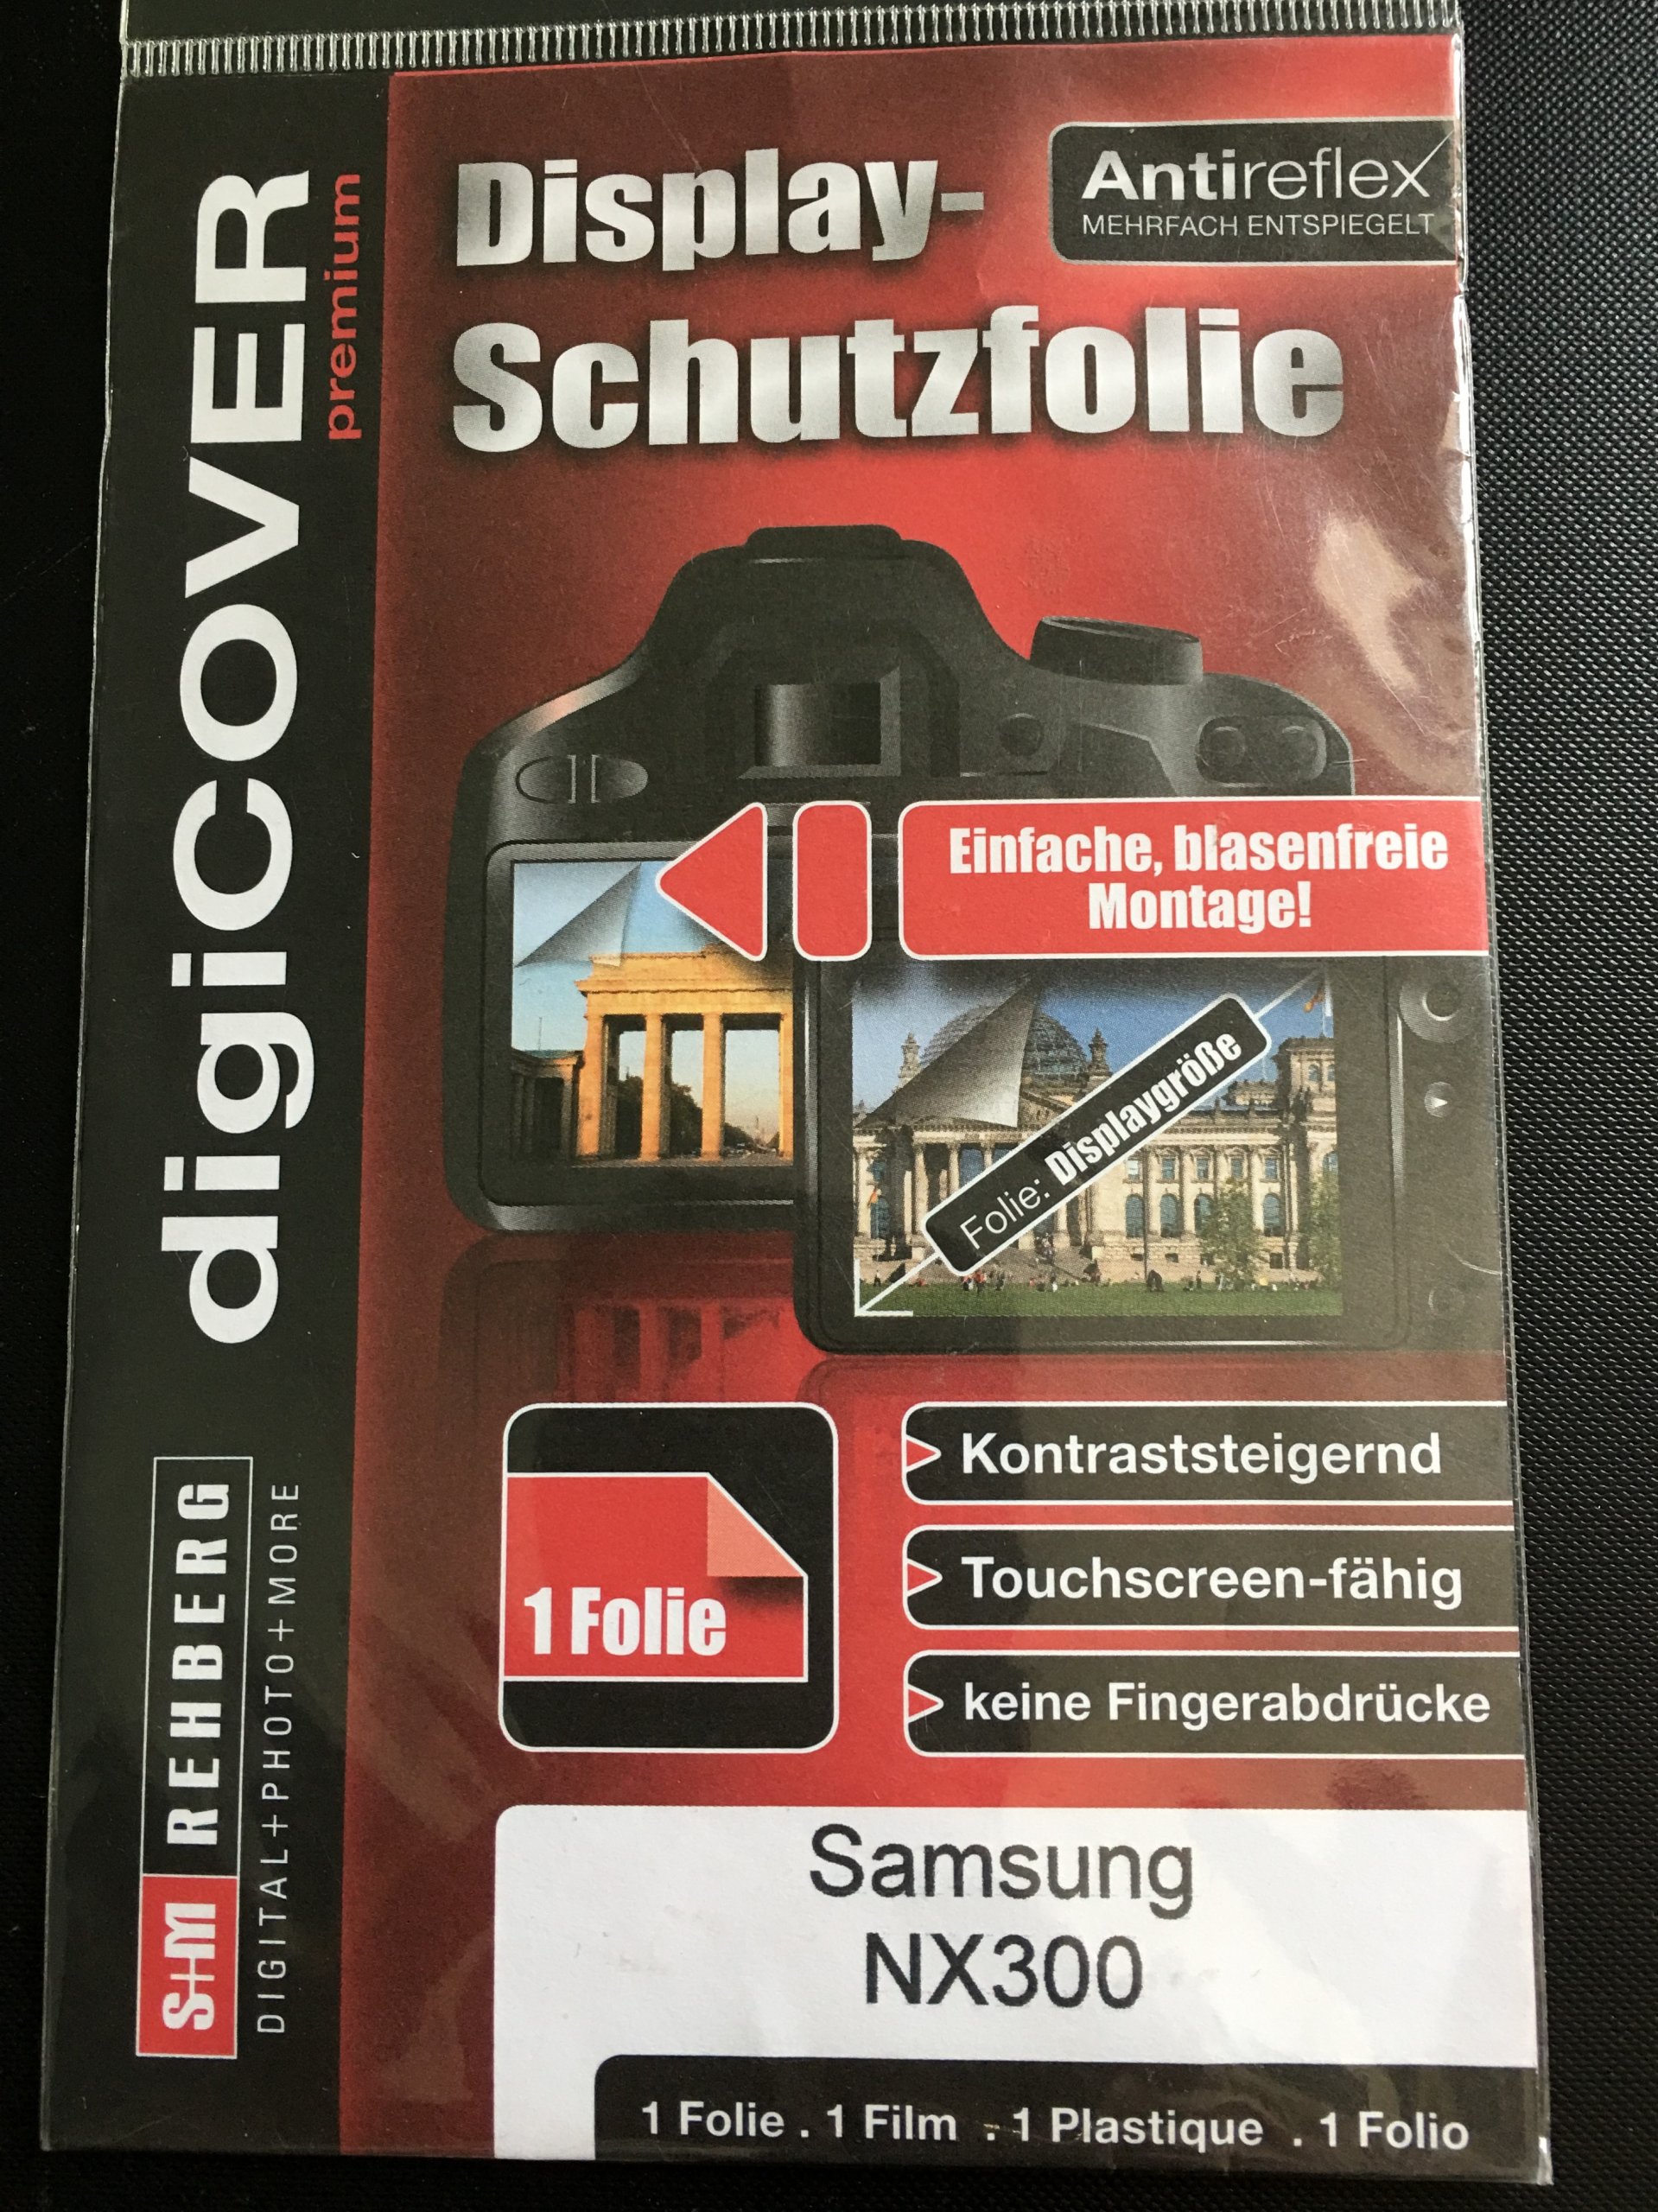 Display-
Schutzfolie
Antireflex
MEHRFACH ENTSPIEGELT
digiCOVER
premium
Einfache, blasenfreie
Montage!
Folie: Displaygröße
1 Folie
Kontraststeigernd
Touchscreen-fähig
keine Fingerabdrücke
S+M REHBERG
DIGITAL+PHOTO+MORE
Samsung
NX300
1 Folie . 1 Film . 1 Plastique . 1 Folio